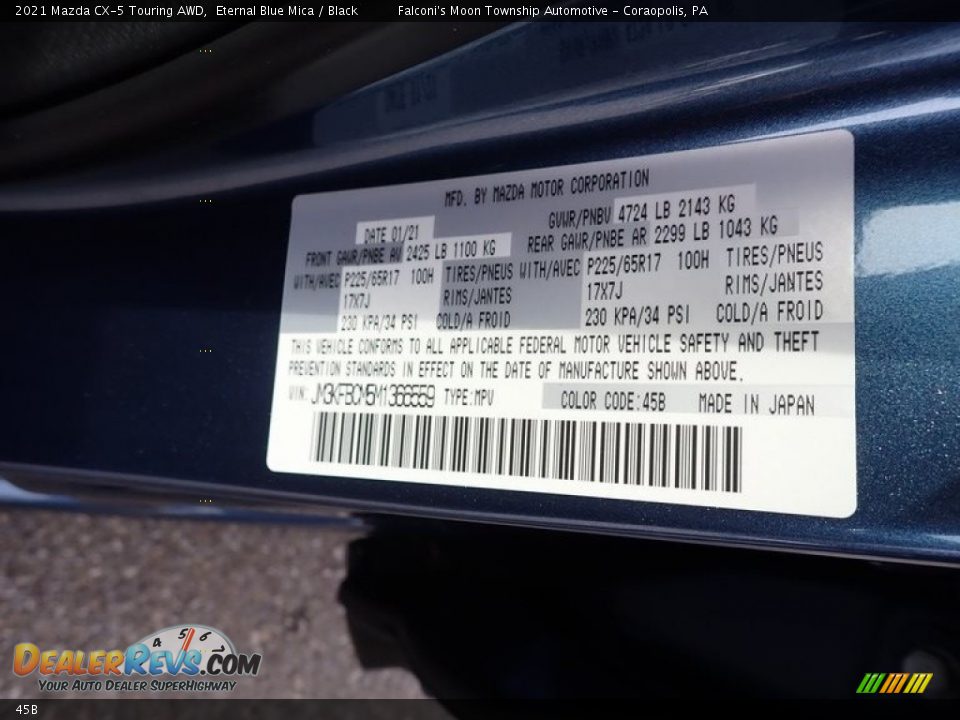 2021 Mazda CX-5 Touring AWD, Eternal Blue Mica / Black Falconi's Moon Township Automotive - Coraopolis, PA
MFD. BY MAZDA MOTOR CORPORATION
DATE 01/21 GVWR/PNBV 4724 LB 2143 KG
FRONT GAWR/PNBE AV 2425 LB 1100 KG REAR GAWR/PNBE AR 2299 LB 1043 KG
WITH/AVEC P225/65R17 100H TIRES/PNEUS WITH/AVEC P225/65R17 100H TIRES/PNEUS
17X7J RIMS/JANTES 17X7J RIMS/JANTES
230 KPA/34 PSI COLD/A FROID 230 KPA/34 PSI COLD/A FROID
THIS VEHICLE CONFORMS TO ALL APPLICABLE FEDERAL MOTOR VEHICLE SAFETY AND THEFT
PREVENTION STANDARDS IN EFFECT ON THE DATE OF MANUFACTURE SHOWN ABOVE.
VIN: JM3KFBCM5M1366559 TYPE:MPV COLOR CODE:45B MADE IN JAPAN
4 5 6
DEALERREVS.COM
YOUR AUTO DEALER SUPERHIGHWAY
45B